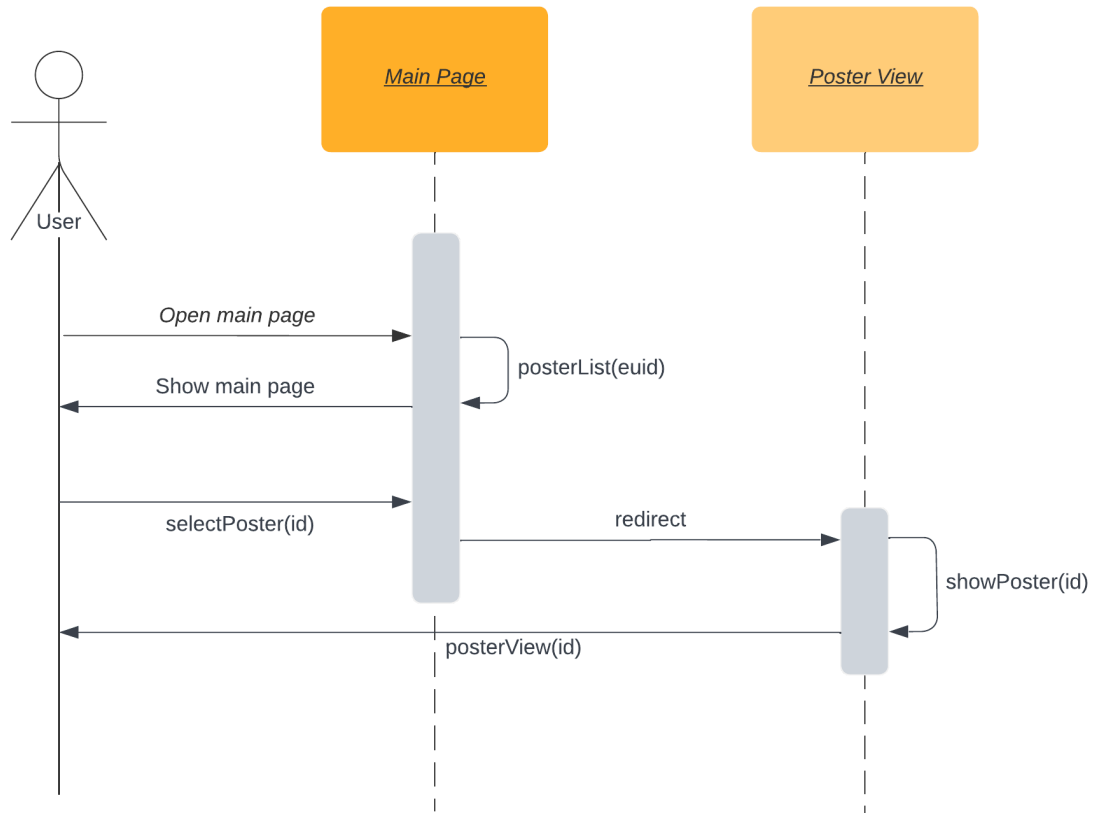 Main Page
Poster View
User
Open main page
posterList(euid)
Show main page
selectPoster(id)
redirect
showPoster(id)
posterView(id)